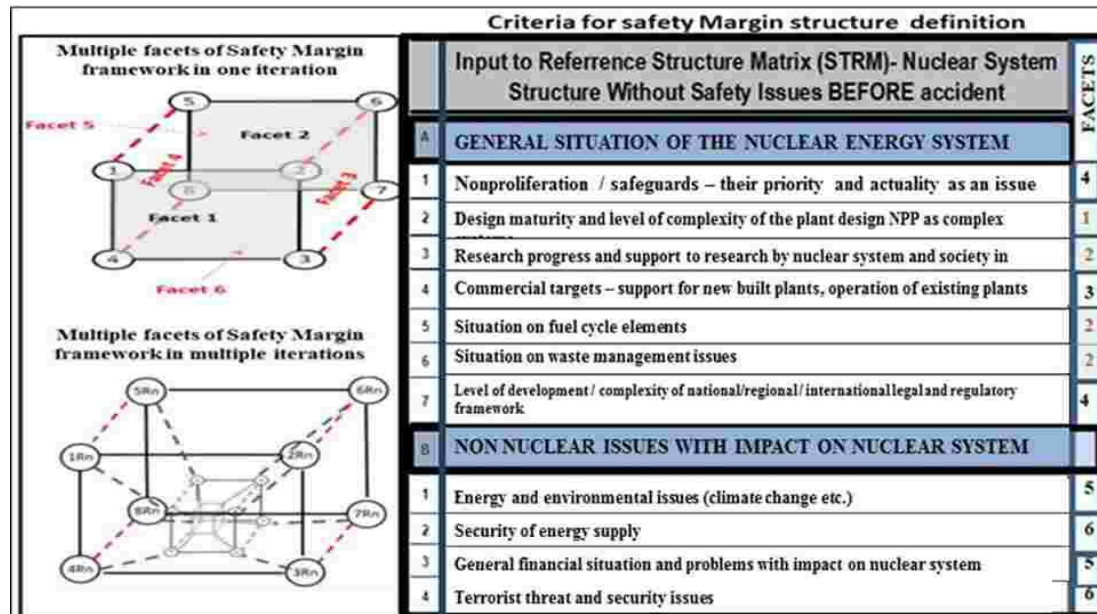 Criteria for safety Margin structure definition
Multiple facets of Safety Margin
framework in one iteration
5
6
Facet 5
Facet 2
1
Facet 4
2
8
Facet 3
7
Facet 1
4
3
Facet 6
Multiple facets of Safety Margin
framework in multiple iterations
5Rn
6Rn
1Rn
2Rn
8Rn
7Rn
4Rn
3Rn
Input to Referrence Structure Matrix (STRM)- Nuclear System
Structure Without Safety Issues BEFORE accident
FACETS
A GENERAL SITUATION OF THE NUCLEAR ENERGY SYSTEM
1 Nonproliferation / safeguards – their priority and actuality as an issue 4
2 Design maturity and level of complexity of the plant design NPP as complex 1
3 Research progress and support to research by nuclear system and society in 2
4 Commercial targets – support for new built plants, operation of existing plants 3
5 Situation on fuel cycle elements 2
6 Situation on waste management issues 2
7 Level of development / complexity of national/regional/ international legal and regulatory 4
framework
B NON NUCLEAR ISSUES WITH IMPACT ON NUCLEAR SYSTEM
1 Energy and environmental issues (climate change etc.) 5
2 Security of energy supply 6
3 General financial situation and problems with impact on nuclear system 5
4 Terrorist threat and security issues 6